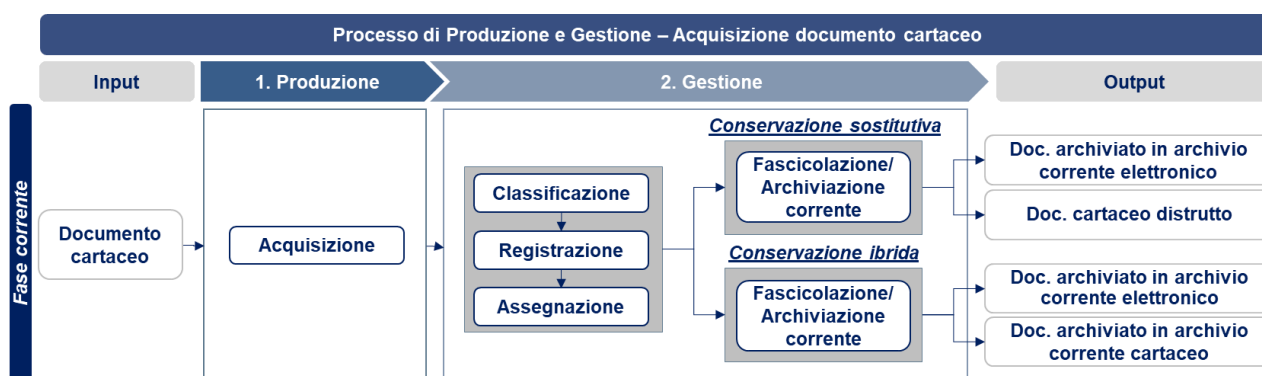 Processo di Produzione e Gestione – Acquisizione documento cartaceo
Input
1. Produzione
2. Gestione
Output
Fase corrente
Documento
cartaceo
Acquisizione
Classificazione
Registrazione
Assegnazione
Conservazione sostitutiva
Fascicolazione/
Archiviazione
corrente
Conservazione ibrida
Fascicolazione/
Archiviazione
corrente
Doc. archiviato in archivio
corrente elettronico
Doc. cartaceo distrutto
Doc. archiviato in archivio
corrente elettronico
Doc. archiviato in archivio
corrente cartaceo